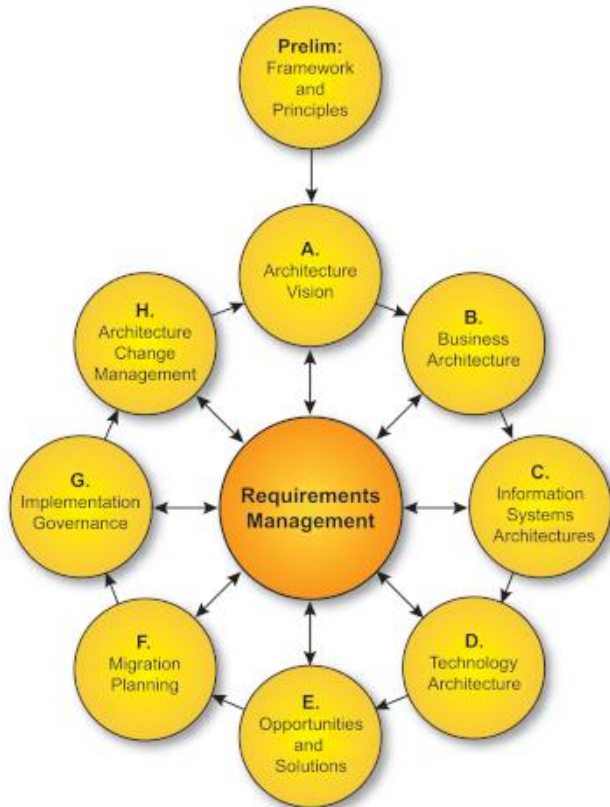 Prelim:
Framework
and
Principles
A.
Architecture
Vision
B.
Business
Architecture
C.
Information
Systems
Architectures
D.
Technology
Architecture
E.
Opportunities
and
Solutions
F.
Migration
Planning
G.
Implementation
Governance
H.
Architecture
Change
Management
Requirements
Management